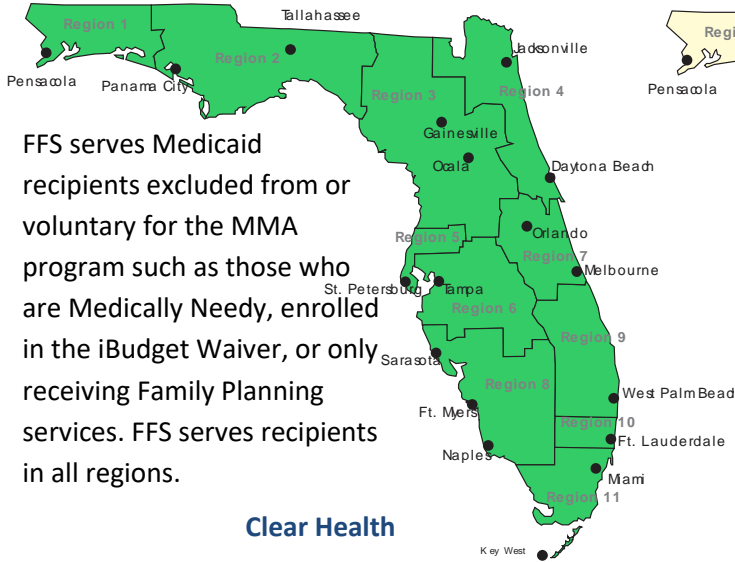 Tallahassee
Region 1
Region 2
Pensacola
Panama City
Jacksonville
Region 3
Region 4
Gainesville
Ocala
Daytona Beach
FFS serves Medicaid
recipients excluded from or
voluntary for the MMA
program such as those who
are Medically Needy, enrolled
in the iBudget Waiver, or only
receiving Family Planning
services. FFS serves recipients
in all regions.
Orlando
Region 5
Region 7
Melbourne
St. Petersburg
Tampa
Region 6
Region 9
Sarasota
Region 8
West Palm Beach
Ft. Myers
Region 10
Ft. Lauderdale
Naples
Miami
Region 11
Clear Health
Key West
Regi
Pensacola